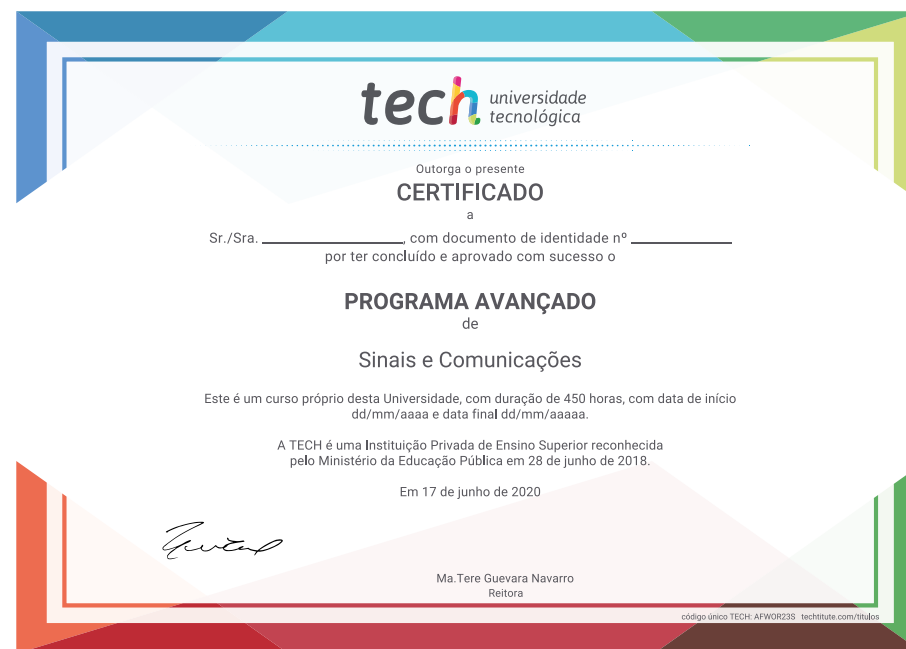 tech universidade
tecnológica
Outorga o presente
CERTIFICADO
a
Sr./Sra. ____________, com documento de identidade nº ____________
por ter concluído e aprovado com sucesso o
PROGRAMA AVANÇADO
de
Sinais e Comunicações
Este é um curso próprio desta Universidade, com duração de 450 horas, com data de início
dd/mm/aaaa e data final dd/mm/aaaaa.
A TECH é uma Instituição Privada de Ensino Superior reconhecida
pelo Ministério da Educação Pública em 28 de junho de 2018.
Em 17 de junho de 2020
Ma.Tere Guevara Navarro
Reitora
código único TECH: AFWOR23S techtitute.com/titulos